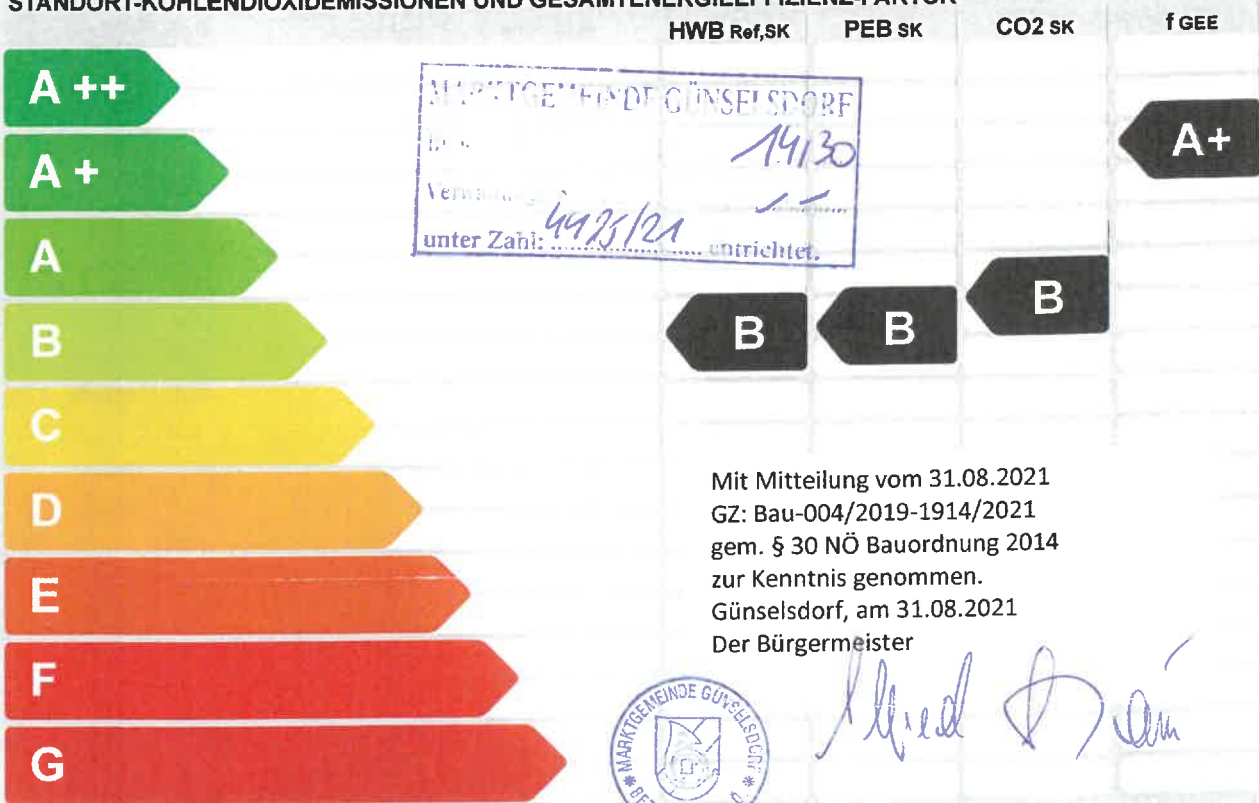 STANDORT-KOHLENDIOXIDEMISSIONEN UND GESAMTENERGIEEFFIZIENZ-FAKTOR
HWB Ref,SK PEB SK CO2 SK f GEE
A ++
A +
A
B
C
D
E
F
G
A+
B
B
B
MARKTGEMEINDE GÜNSELSDORF
14,30
unter Zahl: 4425/21 entrichtet.
Mit Mitteilung vom 31.08.2021
GZ: Bau-004/2019-1914/2021
gem. § 30 NÖ Bauordnung 2014
zur Kenntnis genommen.
Günselsdorf, am 31.08.2021
Der Bürgermeister
MARKTGEMEINDE GÜNSELSDORF